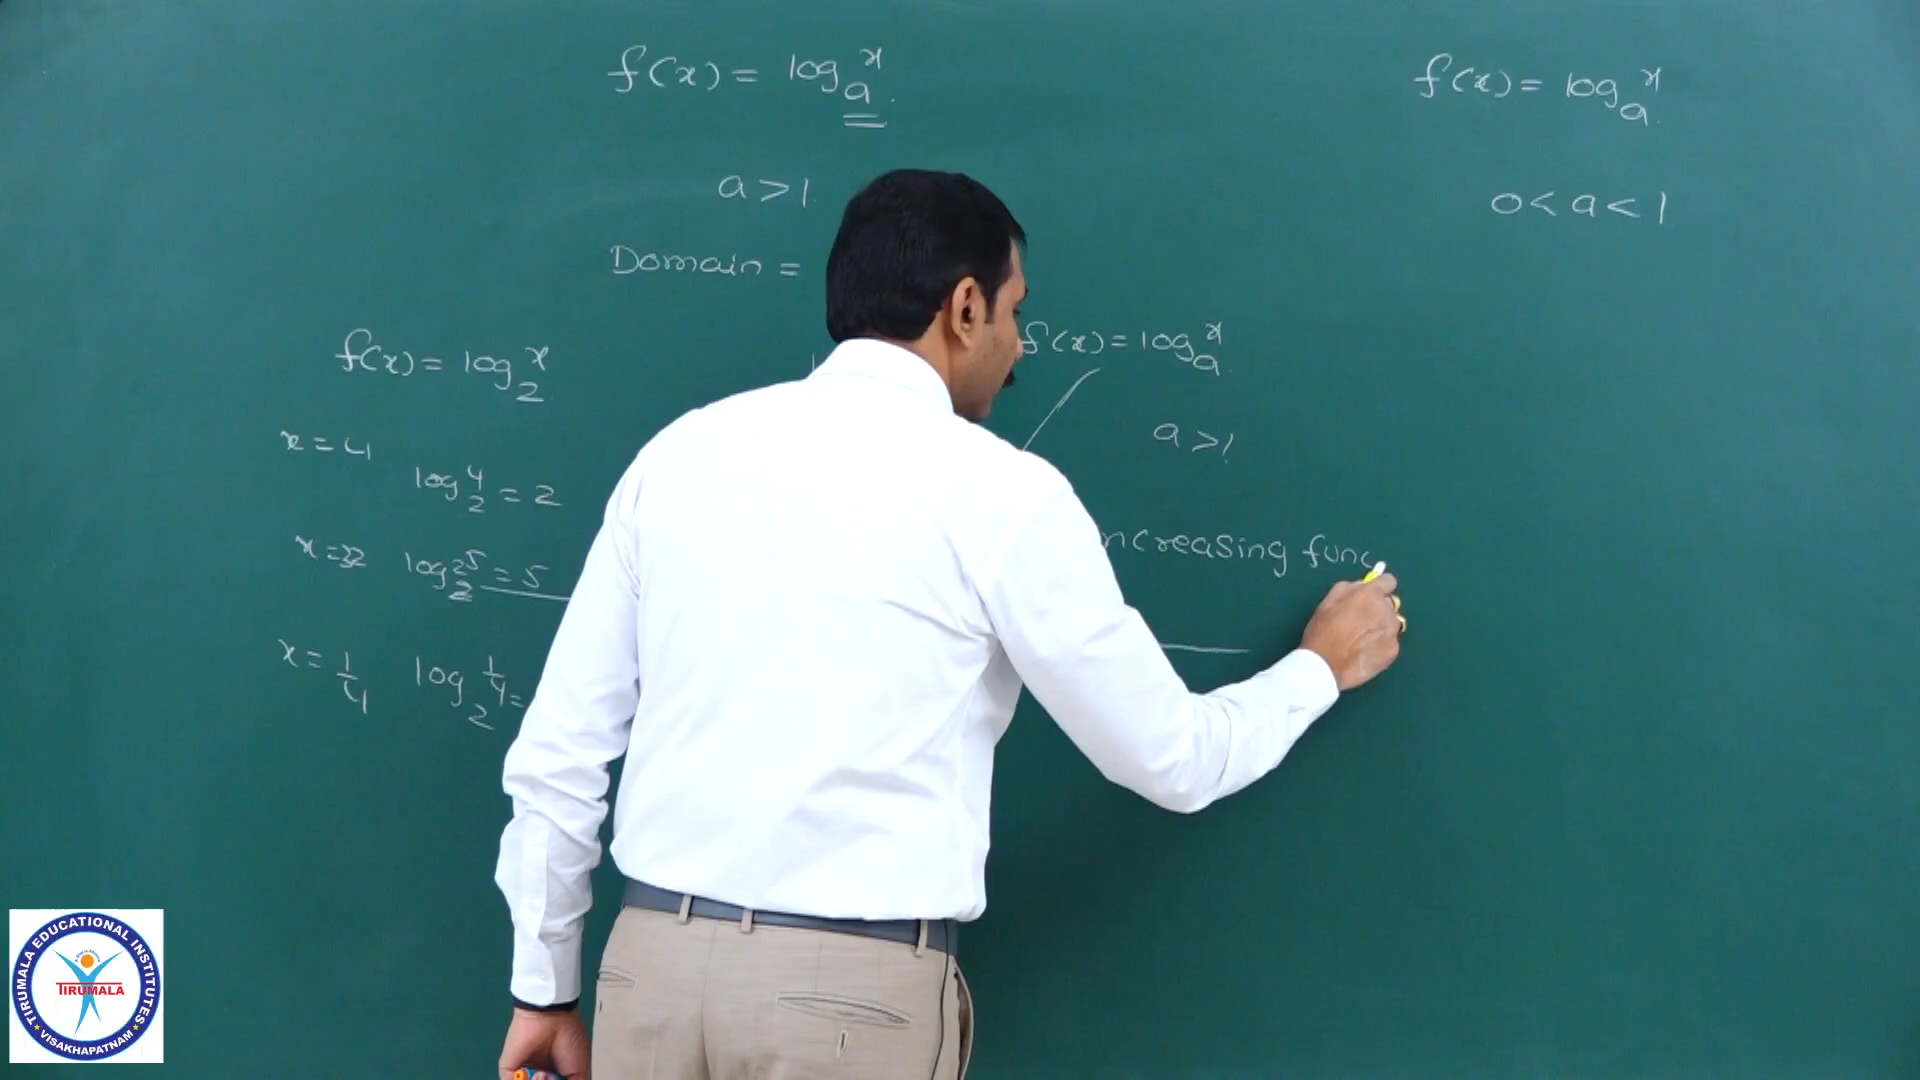 f(x) = log_a^x
a > 1
Domain =
f(x) = log_2^x
x = 4
log_2^4 = 2
x = 32 log_2 2^5 = 5
x = 1/4 log_2^1/4 =
f(x) = log_a^x
a > 1
ncreasing func
f(x) = log_a^x
0 < a < 1
TIRUMALA EDUCATIONAL INSTITUTES
TIRUMALA
VISAKHAPATNAM